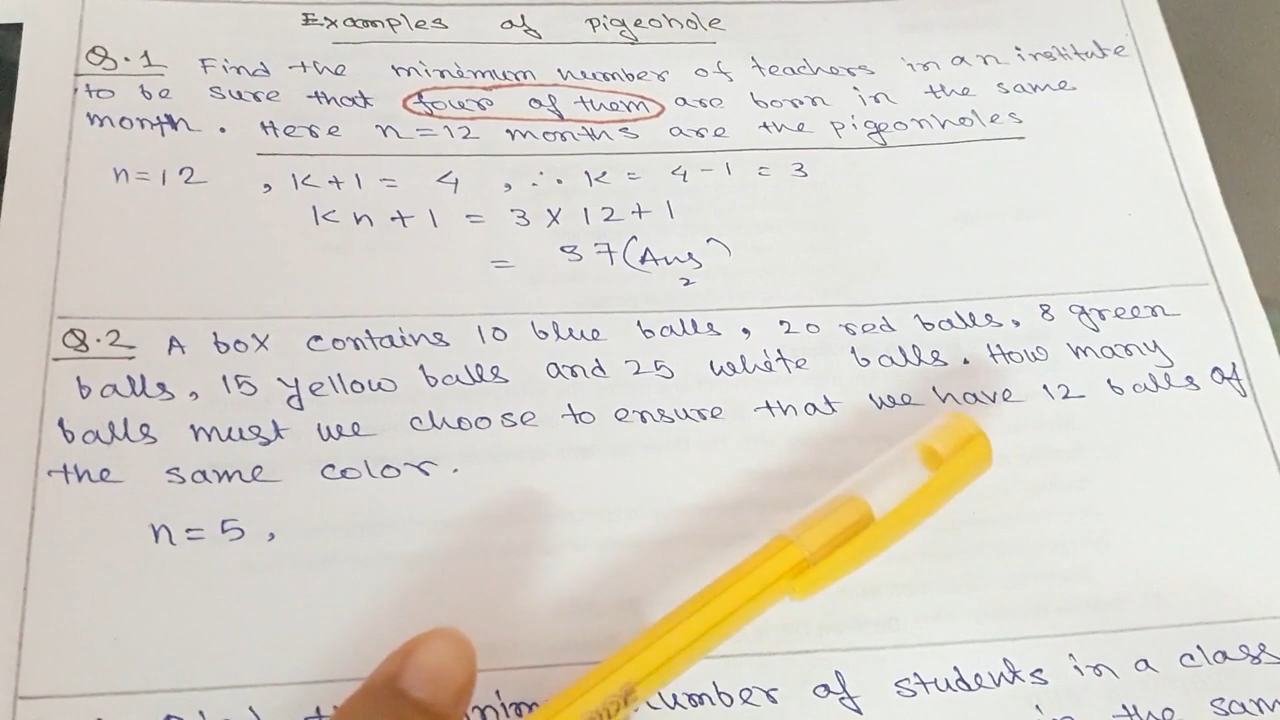 Examples of pigeohole
Q.1 Find the minimum number of teachers in an institute
to be sure that four of them are born in the same
month. Here n=12 months are the pigeonholes
n=12 , K+1 = 4 , ∴ K = 4-1 = 3
Kn+1 = 3 X 12+1
= 37 (Ans)
Q.2 A box contains 10 blue balls, 20 red balls, 8 green
balls, 15 yellow balls and 25 white balls. How many
balls must we choose to ensure that we have 12 balls of
the same color.
n=5,
number of students in a class
in the